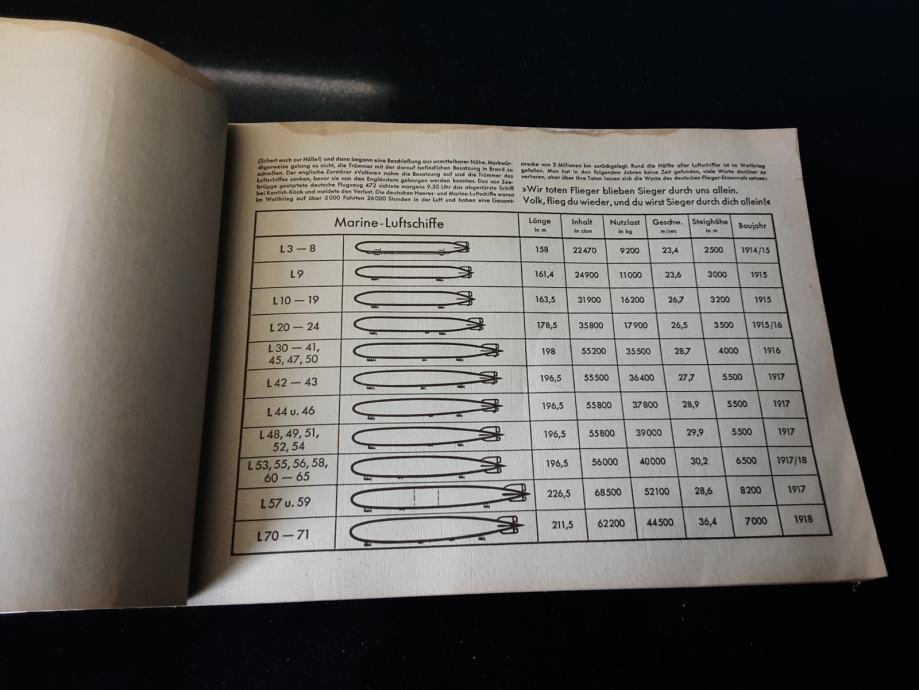 (Schert euch zur Hölle!) und dann begann eine Beschießung aus unmittelbarer Nähe. Merkwür-
digerweise gelang es nicht, die Trümmer mit der darauf befindlichen Besatzung in Brand zu
schießen. Der englische Zerstörer »Vulture« nahm die Besatzung auf und die Trümmer des
Luftschiffes sanken, bevor sie von den Engländern geborgen werden konnten. Das von Zee-
brügge gestartete deutsche Flugzeug 472 sichtete morgens 9.50 Uhr das abgestürzte Schiff
bei Kentish-Knok und meldete den Verlust. Die deutschen Heeres- und Marine-Luftschiffe waren
im Weltkrieg auf über 5000 Fahrten 26000 Stunden in der Luft und haben eine Gesamt-
strecke von 2 Millionen km zurückgelegt. Rund die Hälfte aller Luftschiffer ist im Weltkrieg
gefallen. Man hat in den folgenden Jahren keine Zeit gefunden, viele Worte darüber zu
verlieren, aber über ihre Taten lassen sich die Worte des deutschen Flieger-Ehrenmals setzen:
»Wir toten Flieger blieben Sieger durch uns allein.
Volk, flieg du wieder, und du wirst Sieger durch dich allein!«
Marine-Luftschiffe Länge in m Inhalt in cbm Nutzlast in kg Geschw. m/sec Steighöhe in m Baujahr
L 3 — 8 158 22470 9200 23,4 2500 1914/15
L 9 161,4 24900 11000 23,6 3000 1915
L 10 — 19 163,5 31900 16200 26,7 3200 1915
L 20 — 24 178,5 35800 17900 26,5 3500 1915/16
L 30 — 41, 45, 47, 50 198 55200 35500 28,7 4000 1916
L 42 — 43 196,5 55500 36400 27,7 5500 1917
L 44 u. 46 196,5 55800 37800 28,9 5500 1917
L 48, 49, 51, 52, 54 196,5 55800 39000 29,9 5500 1917
L 53, 55, 56, 58, 60 — 65 196,5 56000 40000 30,2 6500 1917/18
L 57 u. 59 226,5 68500 52100 28,6 8200 1917
L 70 — 71 211,5 62200 44500 36,4 7000 1918